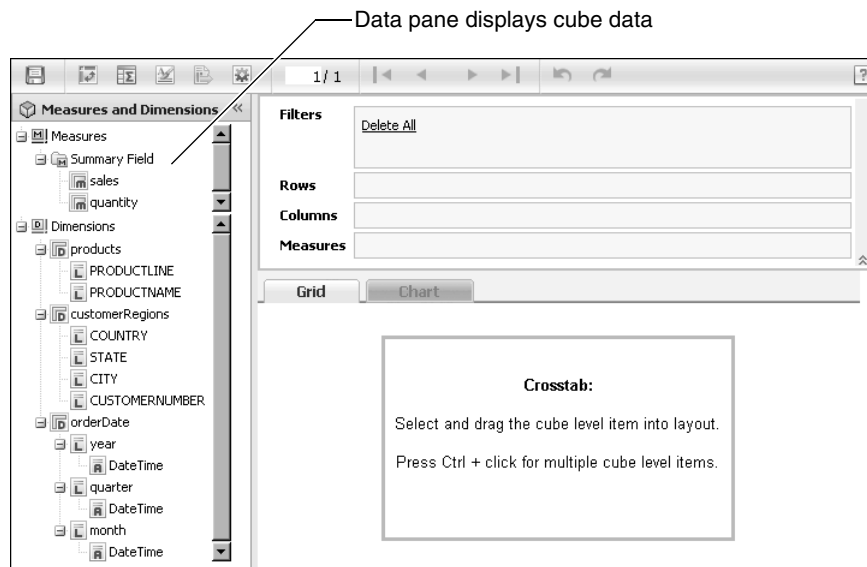 Data pane displays cube data
1/ 1
?
Measures and Dimensions
Measures
Summary Field
sales
quantity
Dimensions
products
PRODUCTLINE
PRODUCTNAME
customerRegions
COUNTRY
STATE
CITY
CUSTOMERNUMBER
orderDate
year
DateTime
quarter
DateTime
month
DateTime
Filters
Delete All
Rows
Columns
Measures
Grid
Chart
Crosstab:
Select and drag the cube level item into layout.
Press Ctrl + click for multiple cube level items.